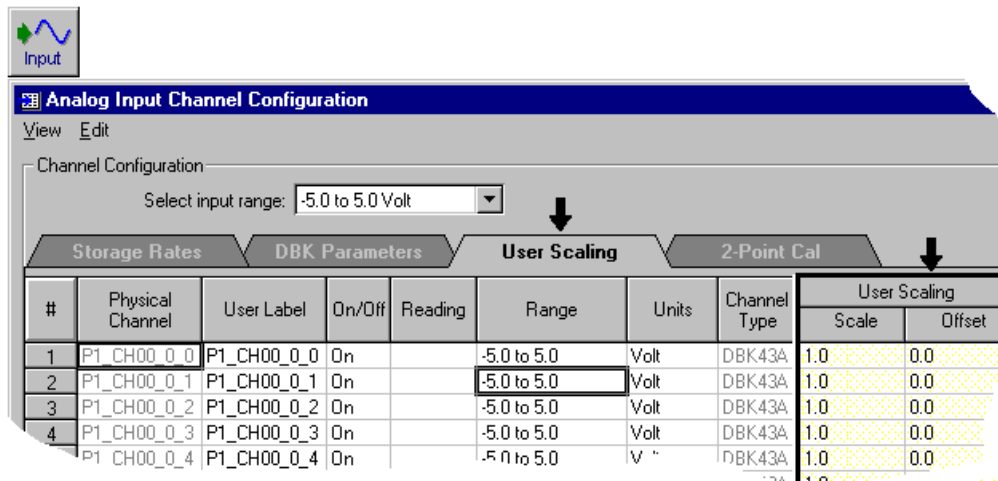 Input
Analog Input Channel Configuration
View Edit
Channel Configuration
Select input range: -5.0 to 5.0 Volt
Storage Rates DBK Parameters User Scaling 2-Point Cal
# Physical Channel User Label On/Off Reading Range Units Channel Type User Scaling
Scale Offset
1 P1_CH00_0_0 P1_CH00_0_0 On -5.0 to 5.0 Volt DBK43A 1.0 0.0
2 P1_CH00_0_1 P1_CH00_0_1 On -5.0 to 5.0 Volt DBK43A 1.0 0.0
3 P1_CH00_0_2 P1_CH00_0_2 On -5.0 to 5.0 Volt DBK43A 1.0 0.0
4 P1_CH00_0_3 P1_CH00_0_3 On -5.0 to 5.0 Volt DBK43A 1.0 0.0
P1_CH00_0_4 P1_CH00_0_4 On -5.0 to 5.0 DBK43A 1.0 0.0